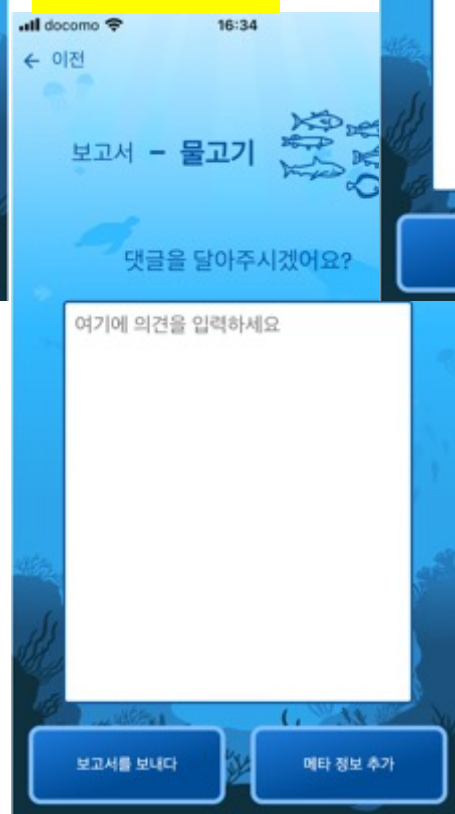 docomo 16:34
← 이전
보고서 – 물고기
댓글을 달아주시겠어요?
여기에 의견을 입력하세요
보고서를 보내다
메타 정보 추가